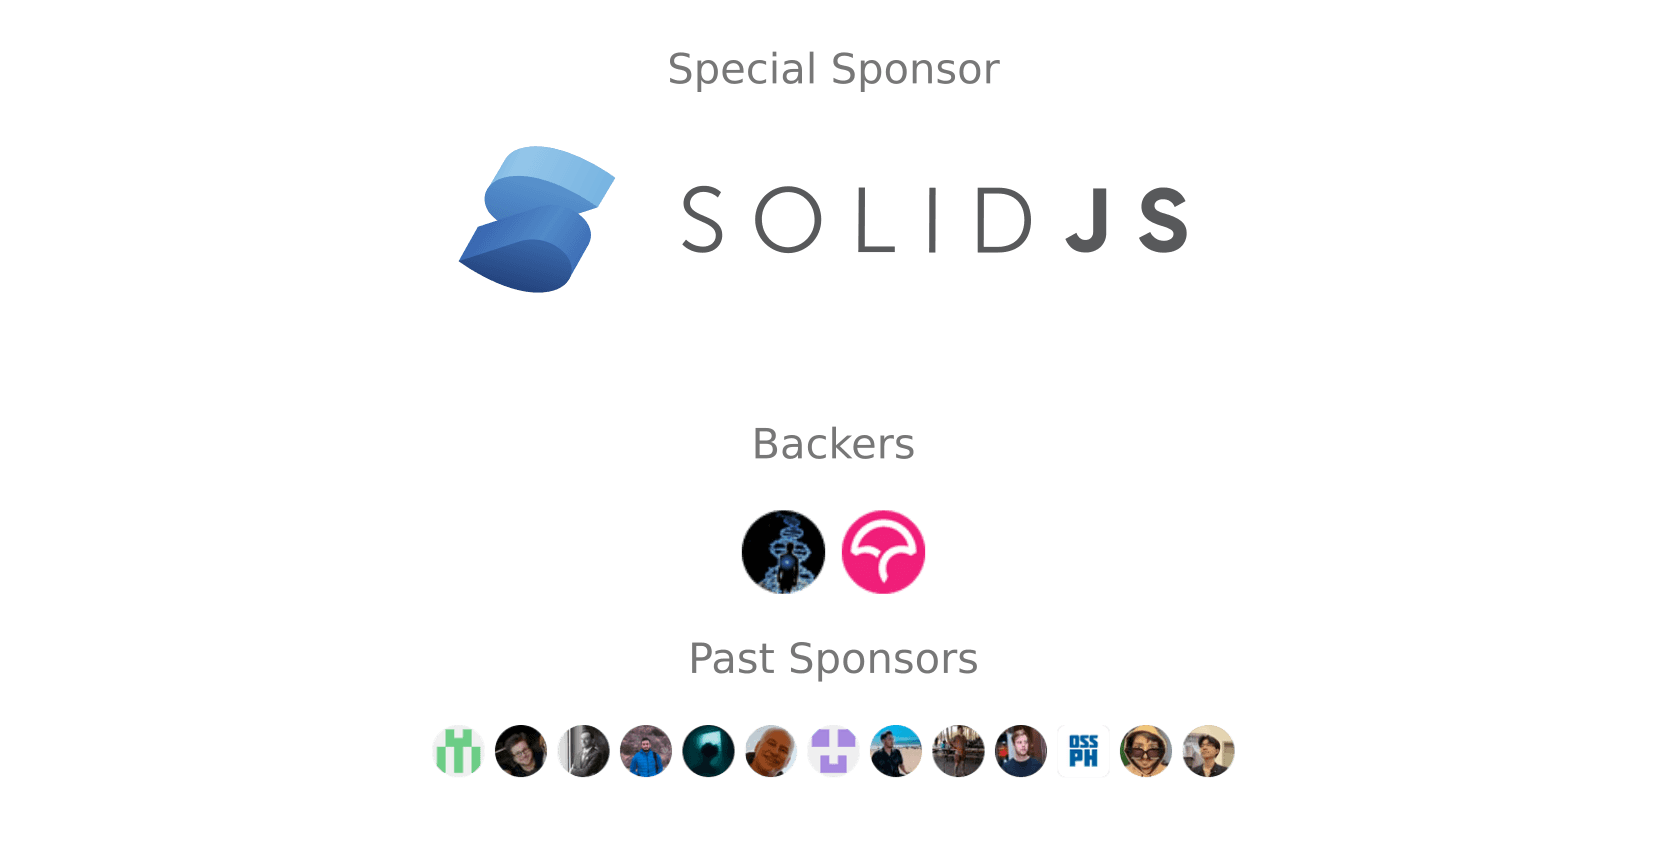 Special Sponsor
SOLIDJS
Backers
Past Sponsors
OSS
PH